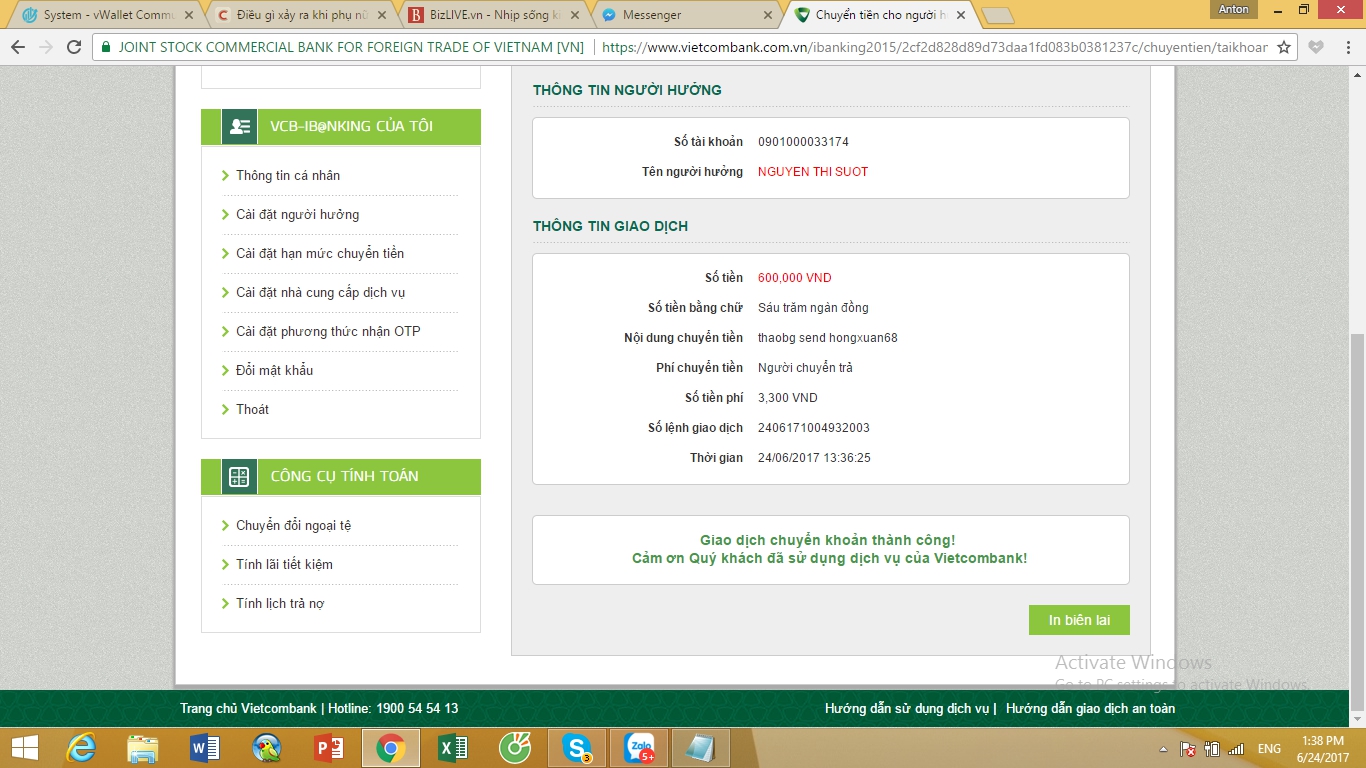 System - vWallet Commu
Điều gì xảy ra khi phụ nữ
BizLIVE.vn - Nhịp sống k
Messenger
Chuyển tiền cho người h
Anton
JOINT STOCK COMMERCIAL BANK FOR FOREIGN TRADE OF VIETNAM [VN]
https://www.vietcombank.com.vn/ibanking2015/2cf2d828d89d73daa1fd083b0381237c/chuyentien/taikhoar
VCB-IB@NKING CỦA TÔI
Thông tin cá nhân
Cài đặt người hưởng
Cài đặt hạn mức chuyển tiền
Cài đặt nhà cung cấp dịch vụ
Cài đặt phương thức nhận OTP
Đổi mật khẩu
Thoát
CÔNG CỤ TÍNH TOÁN
Chuyển đổi ngoại tệ
Tính lãi tiết kiệm
Tính lịch trả nợ
THÔNG TIN NGƯỜI HƯỞNG
Số tài khoản 0901000033174
Tên người hưởng NGUYEN THI SUOT
THÔNG TIN GIAO DỊCH
Số tiền 600,000 VND
Số tiền bằng chữ Sáu trăm ngàn đồng
Nội dung chuyển tiền thaobg send hongxuan68
Phí chuyển tiền Người chuyển trả
Số tiền phí 3,300 VND
Số lệnh giao dịch 2406171004932003
Thời gian 24/06/2017 13:36:25
Giao dịch chuyển khoản thành công!
Cảm ơn Quý khách đã sử dụng dịch vụ của Vietcombank!
In biên lai
Activate Windows
Go to PC settings to activate Windows.
Trang chủ Vietcombank | Hotline: 1900 54 54 13
Hướng dẫn sử dụng dịch vụ | Hướng dẫn giao dịch an toàn
Zalo
5+
3
ENG
1:38 PM
6/24/2017